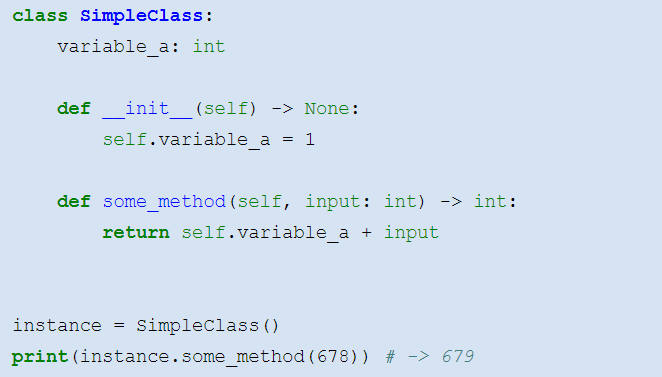 class SimpleClass:
    variable_a: int
    def __init__(self) -> None:
        self.variable_a = 1
    def some_method(self, input: int) -> int:
        return self.variable_a + input
instance = SimpleClass()
print(instance.some_method(678)) # -> 679